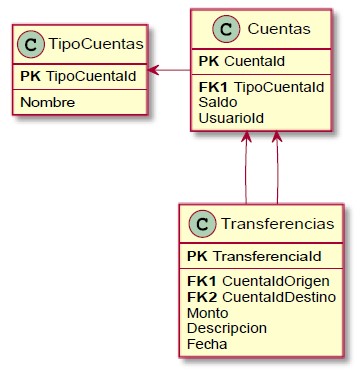 C TipoCuentas
PK TipoCuentaId
Nombre
C Cuentas
PK CuentaId
FK1 TipoCuentaId
Saldo
UsuarioId
C Transferencias
PK TransferenciaId
FK1 CuentaIdOrigen
FK2 CuentaIdDestino
Monto
Descripcion
Fecha